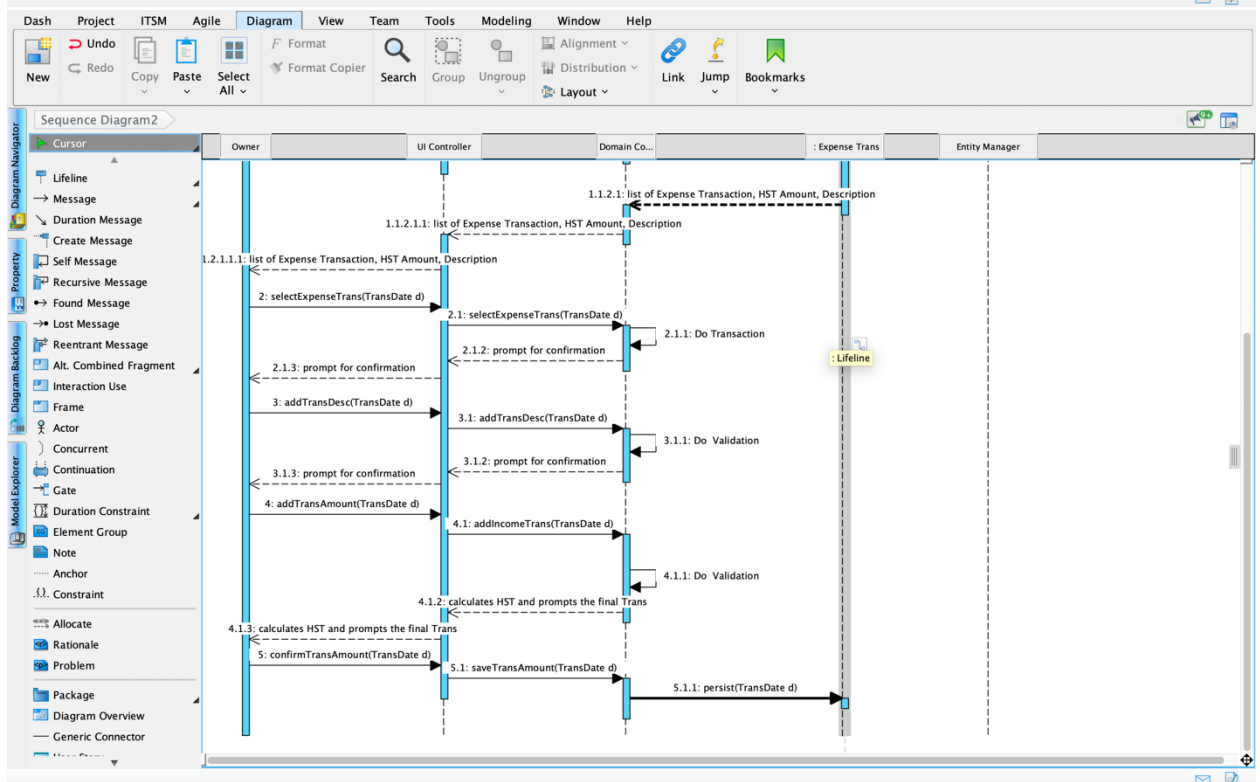 Dash Project ITSM Agile Diagram View Team Tools Modeling Window Help
New
Undo
Redo
Copy
Paste
Select
All
Format
Format Copier
Search
Group
Ungroup
Alignment
Distribution
Layout
Link
Jump
Bookmarks
Diagram Navigator
Property
Diagram Backlog
Model Explorer
Sequence Diagram2
9+
Cursor
Lifeline
Message
Duration Message
Create Message
Self Message
Recursive Message
Found Message
Lost Message
Reentrant Message
Alt. Combined Fragment
Interaction Use
Frame
Actor
Concurrent
Continuation
Gate
Duration Constraint
Element Group
Note
Anchor
Constraint
Allocate
Rationale
Problem
Package
Diagram Overview
Generic Connector
Owner UI Controller Domain Co... : Expense Trans Entity Manager
1.1.2.1: list of Expense Transaction, HST Amount, Description
1.1.2.1.1: list of Expense Transaction, HST Amount, Description
1.2.1.1.1: list of Expense Transaction, HST Amount, Description
2: selectExpenseTrans(TransDate d)
2.1: selectExpenseTrans(TransDate d)
2.1.1: Do Transaction
2.1.2: prompt for confirmation
: Lifeline
2.1.3: prompt for confirmation
3: addTransDesc(TransDate d)
3.1: addTransDesc(TransDate d)
3.1.1: Do Validation
3.1.2: prompt for confirmation
3.1.3: prompt for confirmation
4: addTransAmount(TransDate d)
4.1: addIncomeTrans(TransDate d)
4.1.1: Do Validation
4.1.2: calculates HST and prompts the final Trans
4.1.3: calculates HST and prompts the final Trans
5: confirmTransAmount(TransDate d)
5.1: saveTransAmount(TransDate d)
5.1.1: persist(TransDate d)